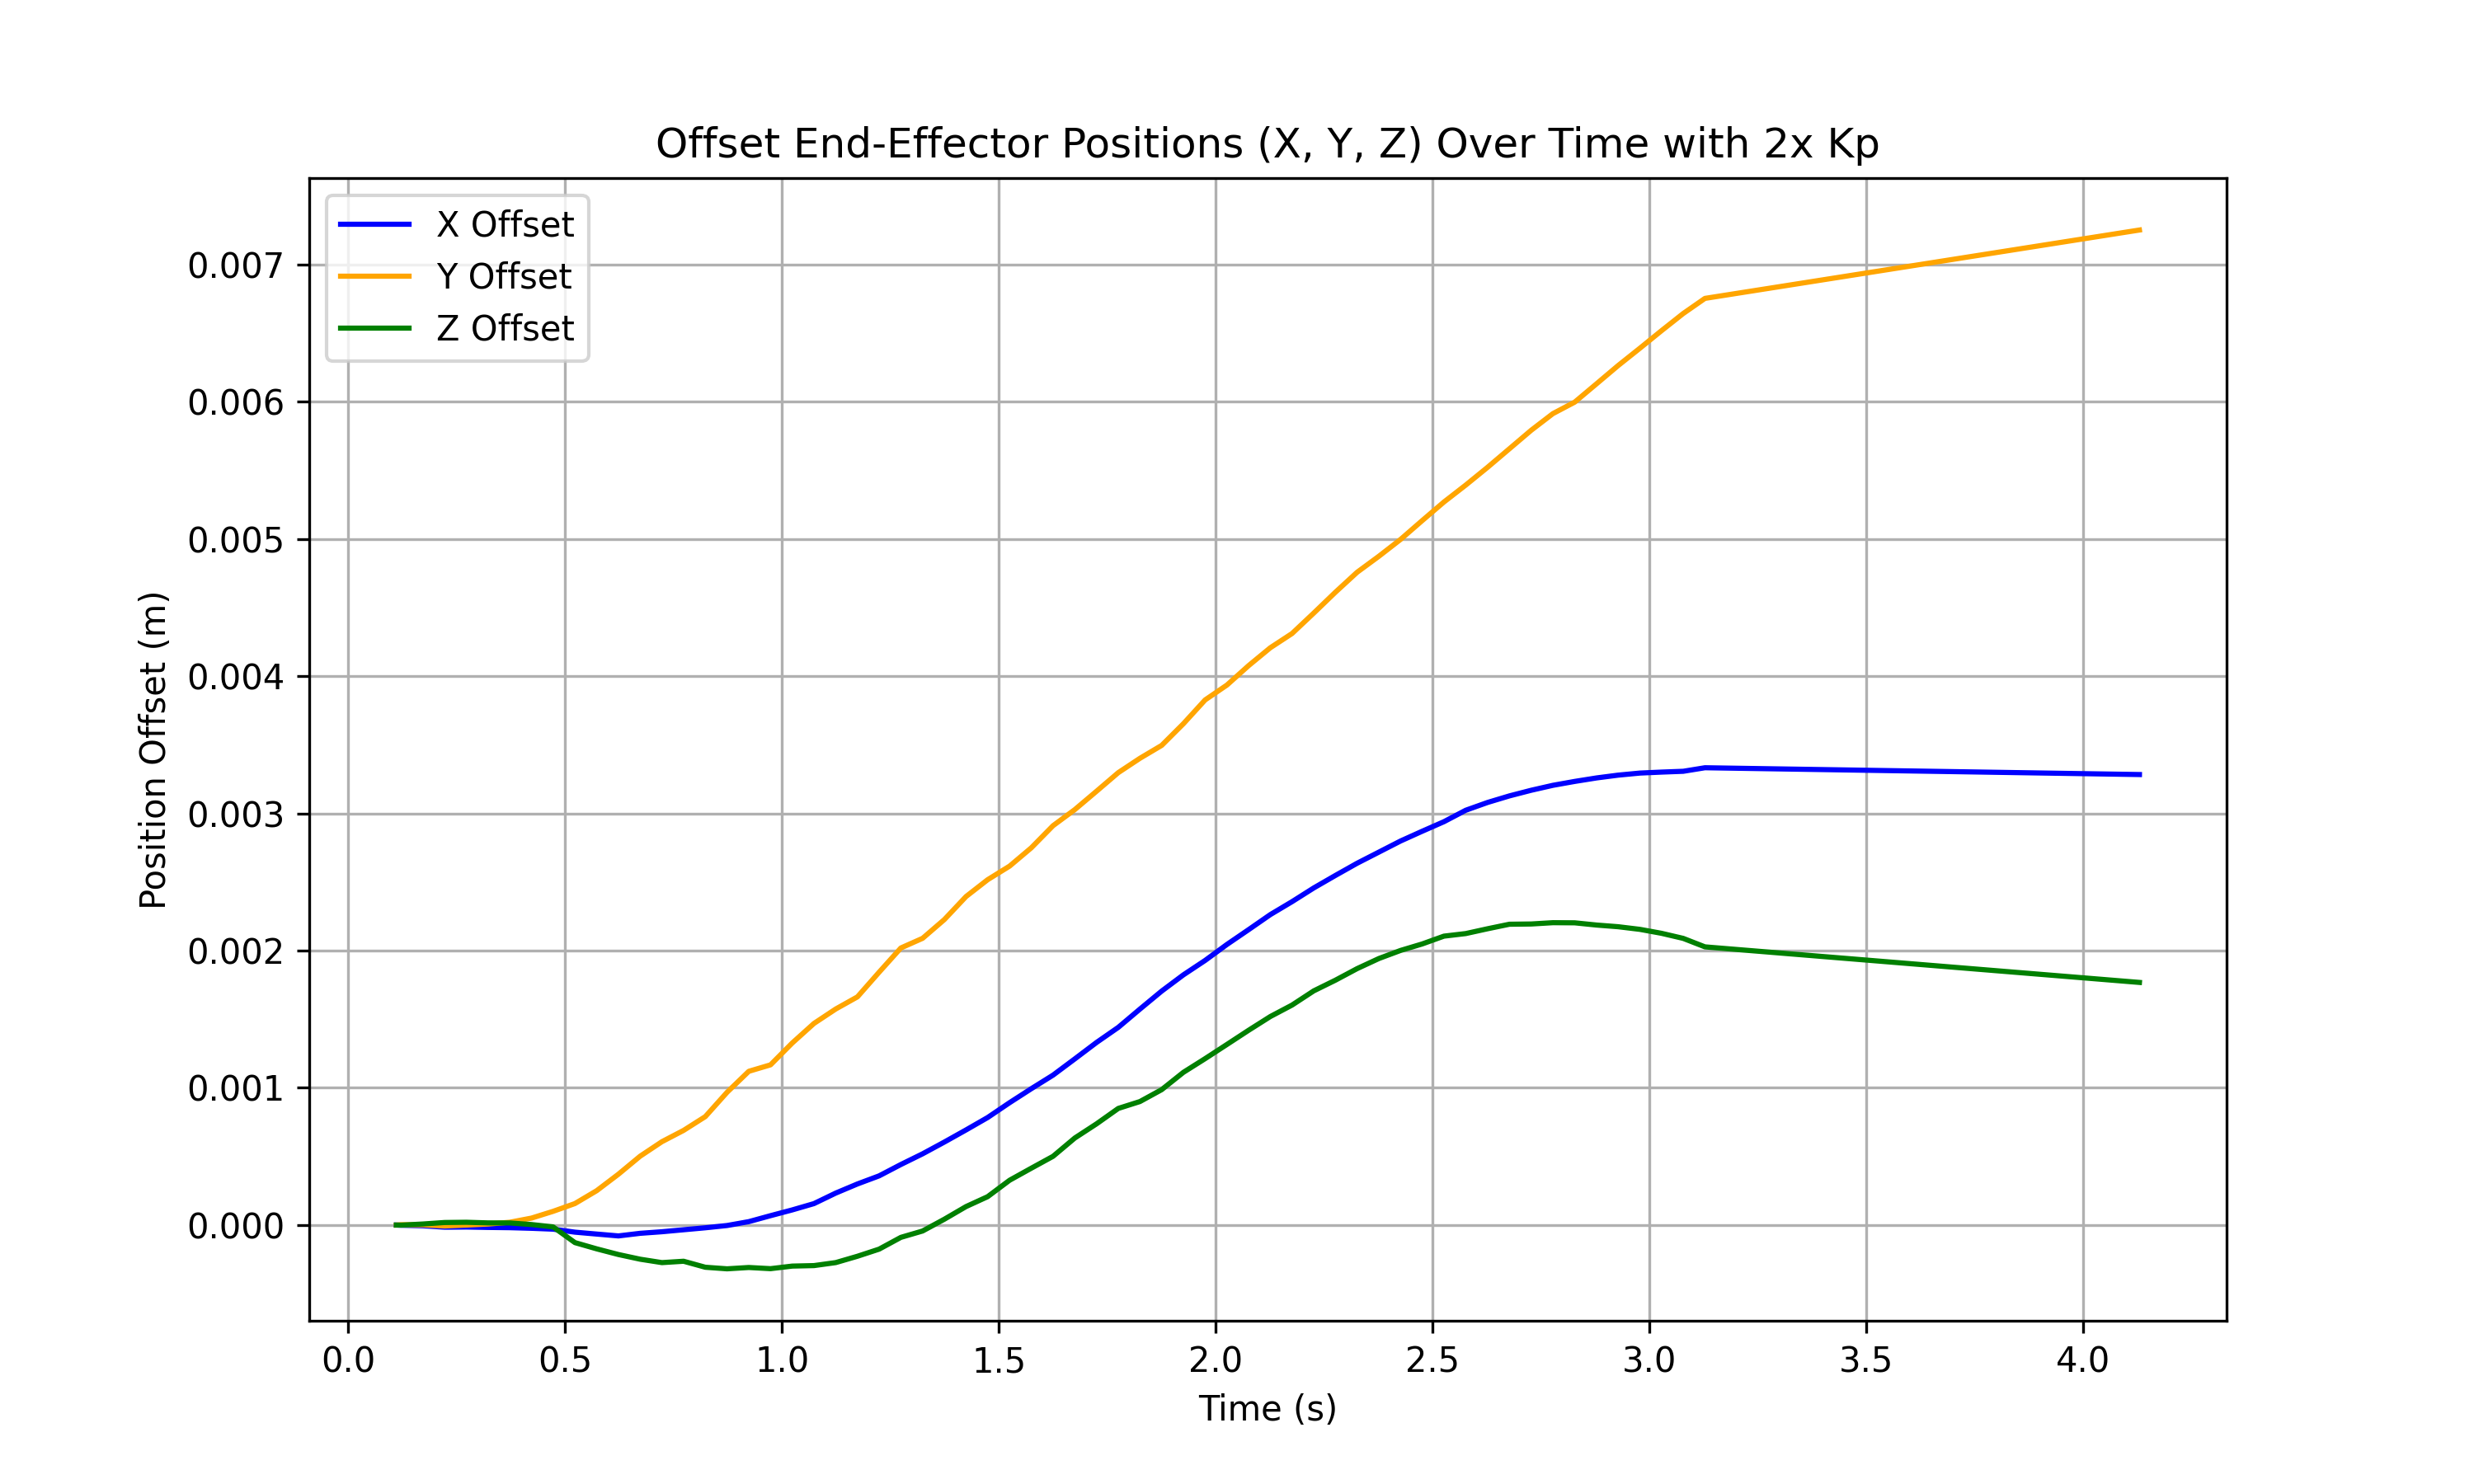 Offset End-Effector Positions (X, Y, Z) Over Time with 2x Kp
X Offset
Y Offset
Z Offset
0.007
0.006
0.005
0.004
0.003
0.002
0.001
0.000
Position Offset (m)
0.0 0.5 1.0 1.5 2.0 2.5 3.0 3.5 4.0
Time (s)